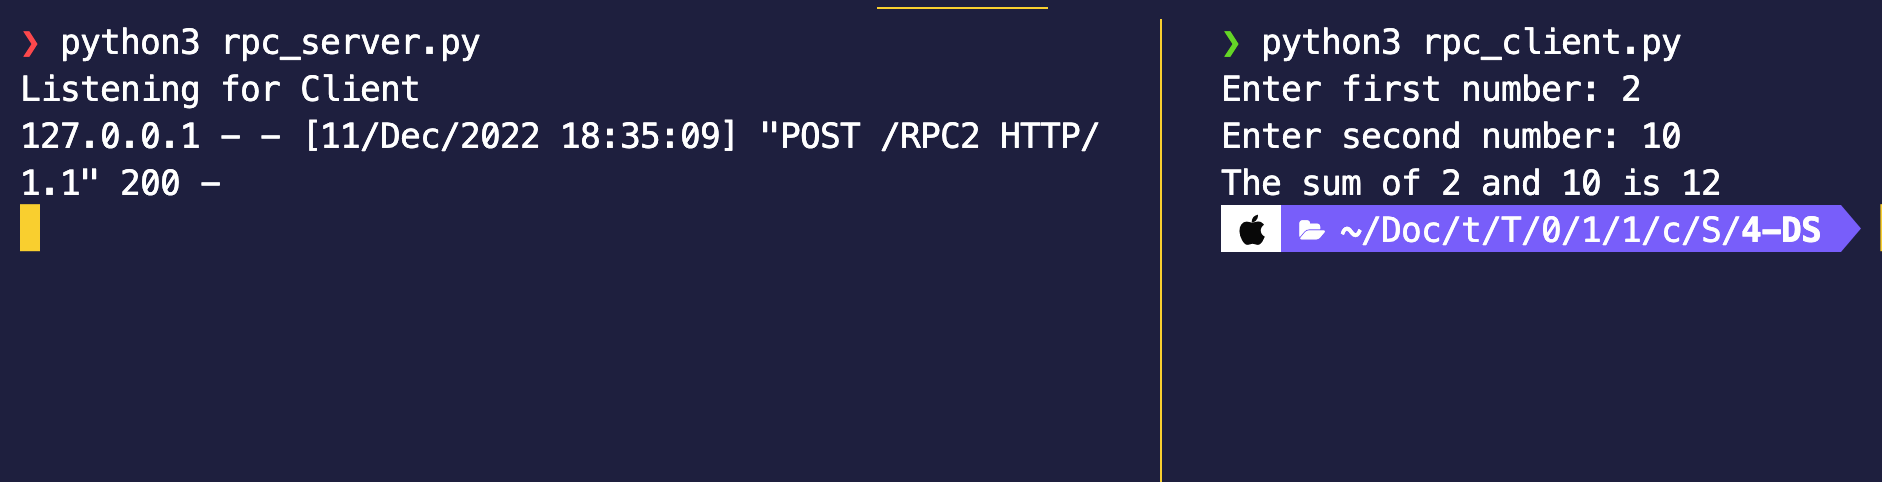 ❯ python3 rpc_server.py
Listening for Client
127.0.0.1 - - [11/Dec/2022 18:35:09] "POST /RPC2 HTTP/
1.1" 200 -
❯ python3 rpc_client.py
Enter first number: 2
Enter second number: 10
The sum of 2 and 10 is 12
~/Doc/t/T/0/1/1/c/S/4-DS